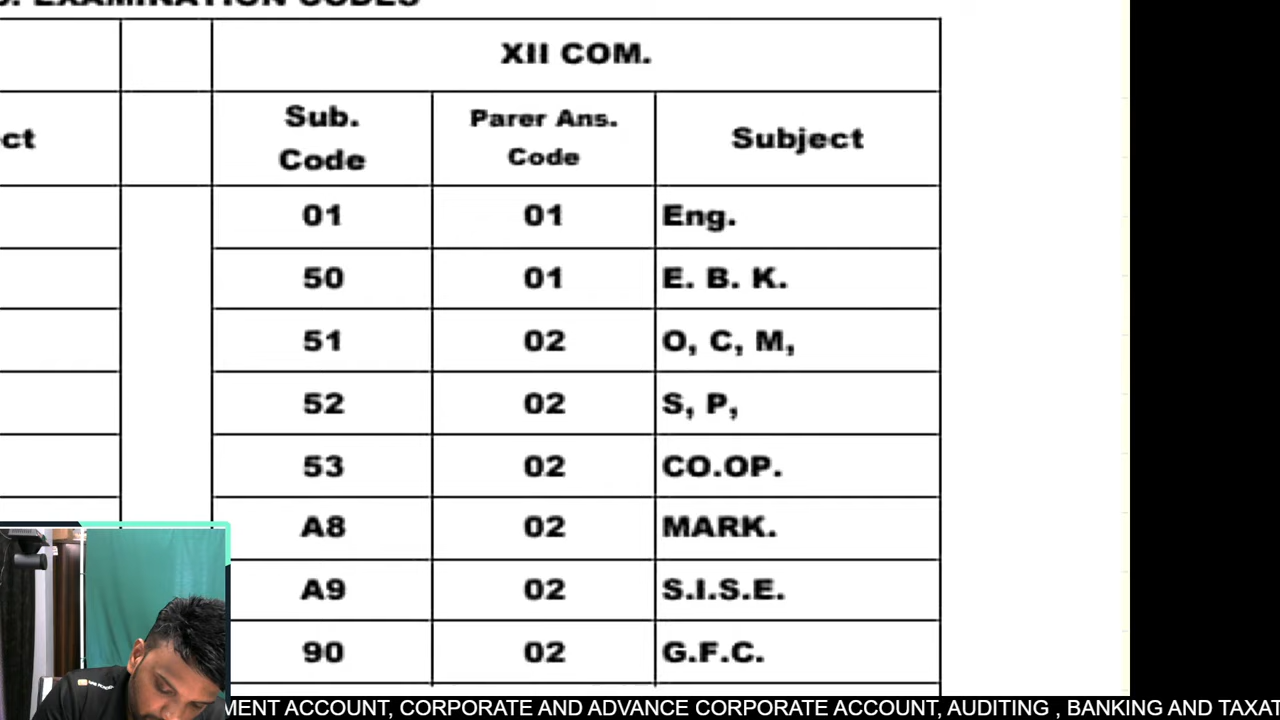 EXAMINATION CODES
XII COM.
ct
Sub. Code
Parer Ans. Code
Subject
01 01 Eng.
50 01 E. B. K.
51 02 O, C, M,
52 02 S, P,
53 02 CO.OP.
A8 02 MARK.
A9 02 S.I.S.E.
90 02 G.F.C.
MENT ACCOUNT, CORPORATE AND ADVANCE CORPORATE ACCOUNT, AUDITING , BANKING AND TAXAT